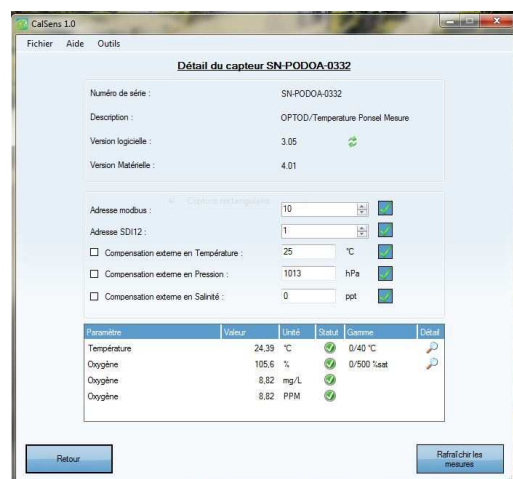 CalSens 1.0
Fichier Aide Outils
Détail du capteur SN-PODOA-0332
Numéro de série : SN-PODOA-0332
Description : OPTOD/Temperature Ponsel Mesure
Version logicielle : 3.05
Version Matérielle : 4.01
Capture rectangulaire
Adresse modbus : 10
Adresse SDI12 : 1
Compensation externe en Température : 25 °C
Compensation externe en Pression : 1013 hPa
Compensation externe en Salinité : 0 ppt
Paramètre Valeur Unité Statut Gamme Détail
Température 24,39 °C 0/40 °C
Oxygène 105,6 % 0/500 %sat
Oxygène 8,82 mg/L
Oxygène 8,82 PPM
Retour
Rafraîchir les
mesures